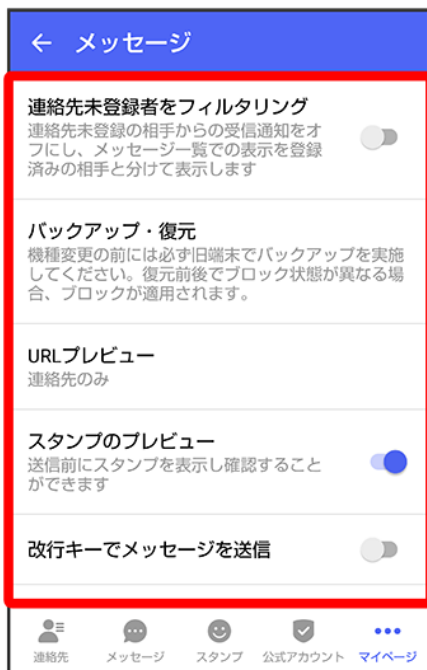 メッセージ
連絡先未登録者をフィルタリング
連絡先未登録の相手からの受信通知をオ
フにし、メッセージ一覧での表示を登録
済みの相手と分けて表示します
バックアップ・復元
機種変更の前には必ず旧端末でバックアップを実施
してください。復元前後でブロック状態が異なる場
合、ブロックが適用されます。
URLプレビュー
連絡先のみ
スタンプのプレビュー
送信前にスタンプを表示し確認すること
ができます
改行キーでメッセージを送信
連絡先 メッセージ スタンプ 公式アカウント マイページ